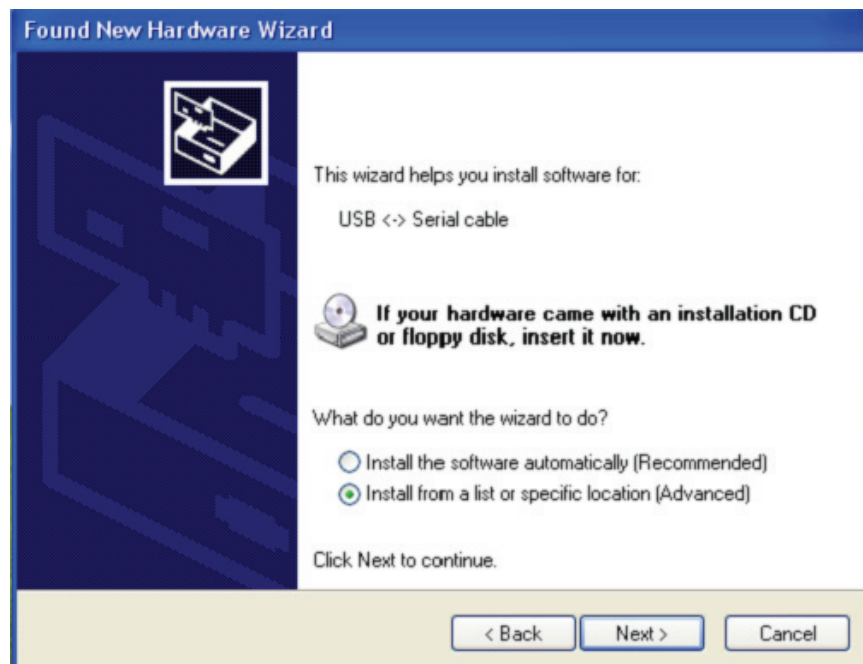 Found New Hardware Wizard
This wizard helps you install software for:
USB <-> Serial cable
If your hardware came with an installation CD
or floppy disk, insert it now.
What do you want the wizard to do?
Install the software automatically (Recommended)
Install from a list or specific location (Advanced)
Click Next to continue.
< Back Next > Cancel